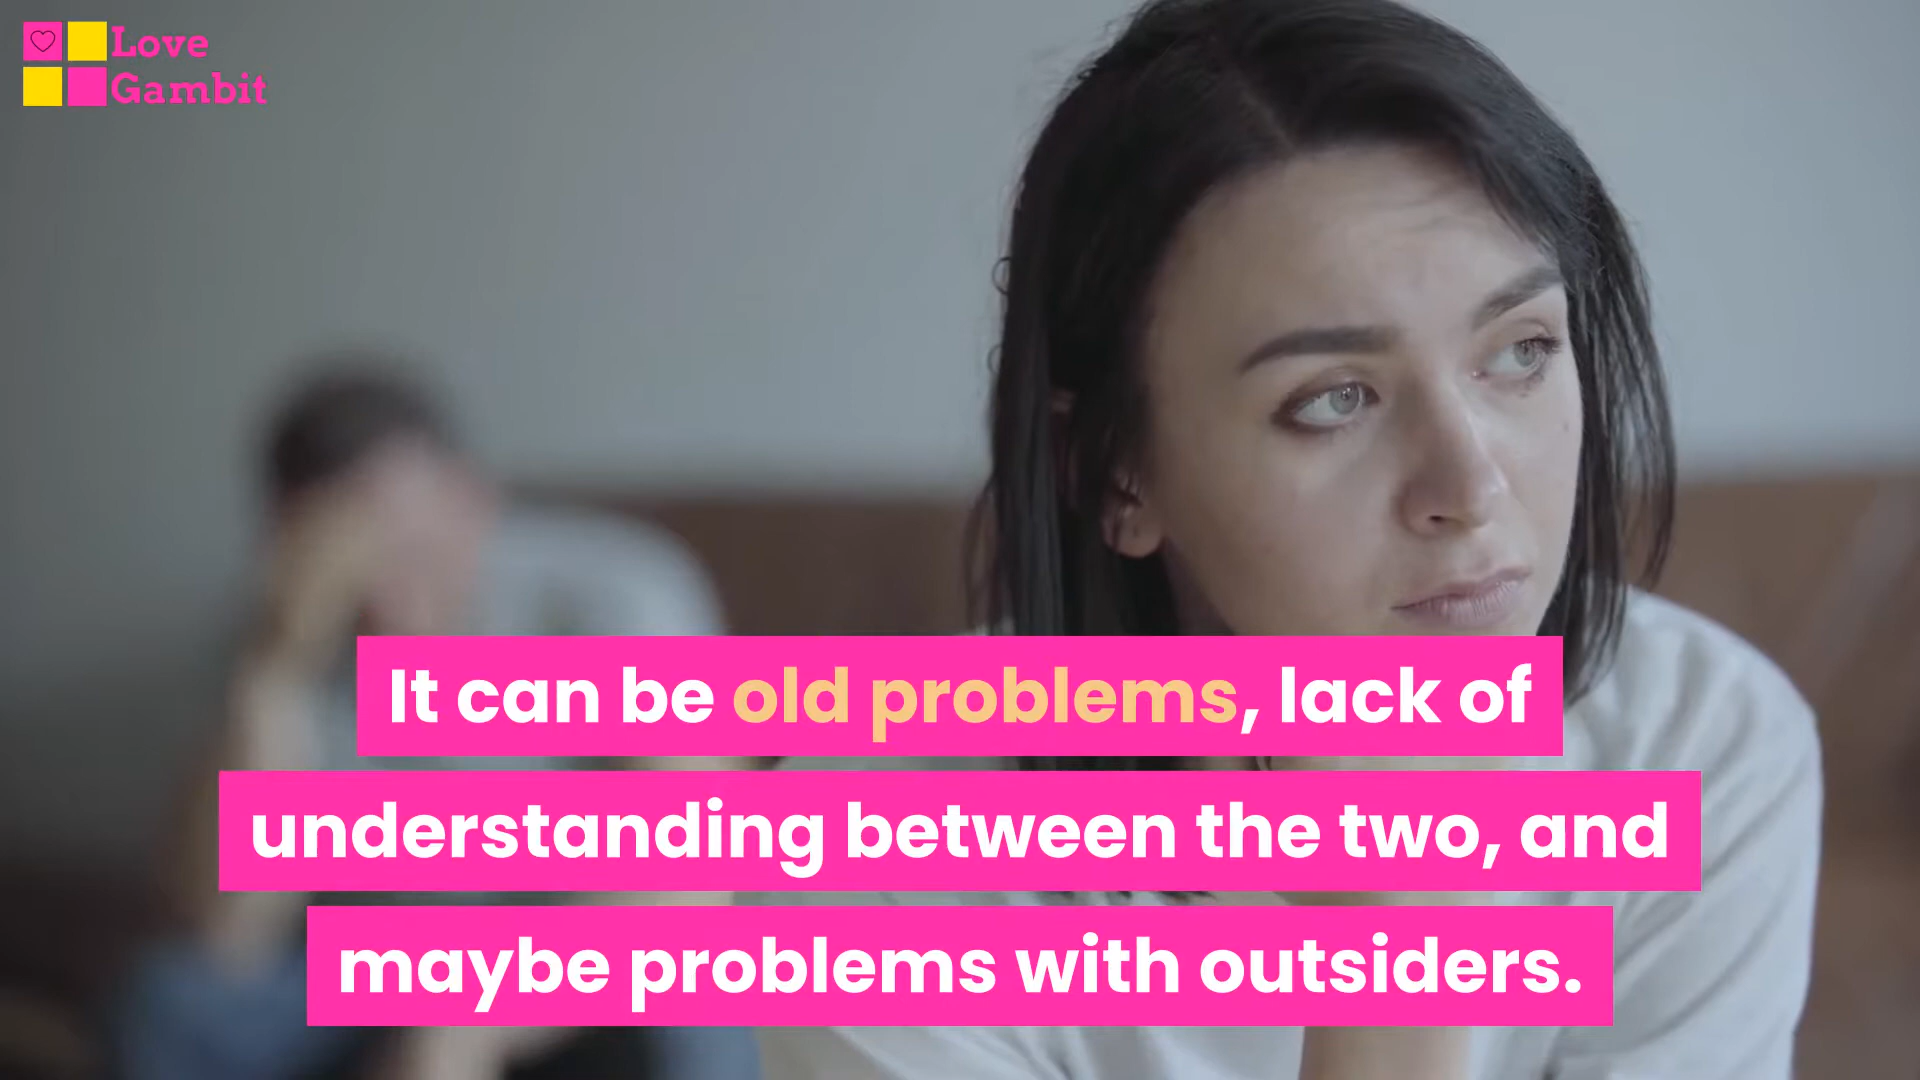 Love
Gambit
It can be old problems, lack of
understanding between the two, and
maybe problems with outsiders.